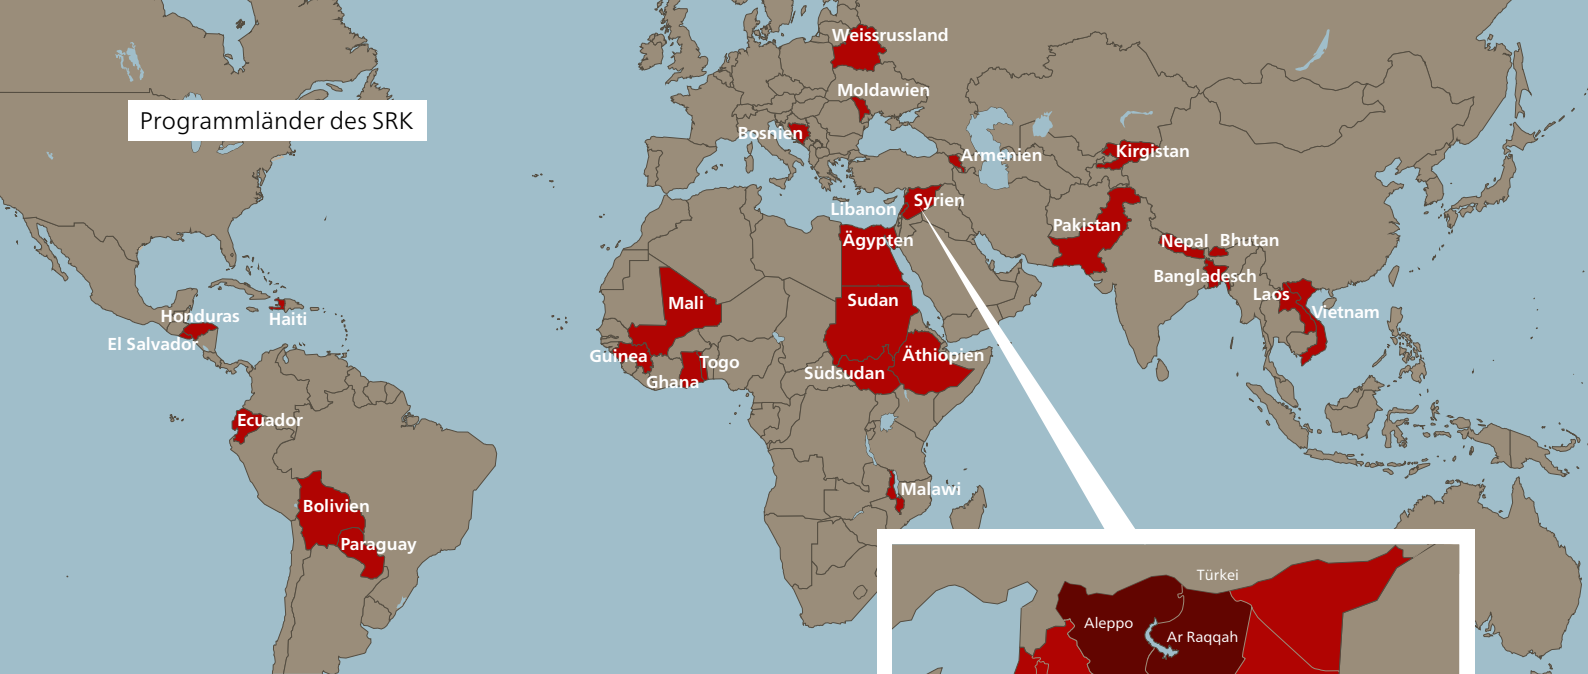 Weissrussland
Moldawien
Programmländer des SRK
Bosnien
Armenien
Kirgistan
Libanon
Syrien
Pakistan
Ägypten
Nepal
Bhutan
Bangladesch
Laos
Vietnam
Mali
Sudan
Honduras
Haiti
El Salvador
Guinea
Togo
Ghana
Äthiopien
Südsudan
Ecuador
Malawi
Bolivien
Paraguay
Türkei
Aleppo
Ar Raqqah